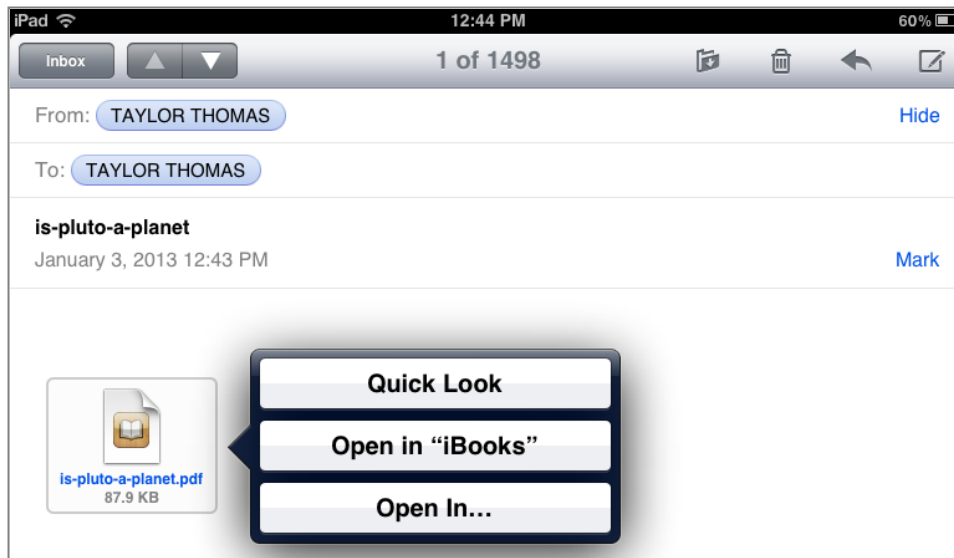 iPad 12:44 PM 60%
Inbox 1 of 1498
From: TAYLOR THOMAS Hide
To: TAYLOR THOMAS
is-pluto-a-planet
January 3, 2013 12:43 PM Mark
Quick Look
Open in “iBooks”
Open In...
is-pluto-a-planet.pdf
87.9 KB